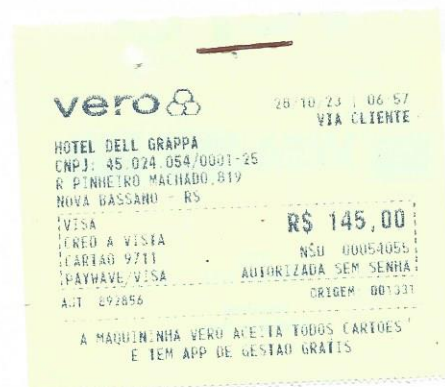 vero
28/10/23 | 06:57
VIA CLIENTE
HOTEL DELL GRAPPA
CNPJ: 45.024.054/0001-25
R PINHEIRO MACHADO,819
NOVA BASSANO - RS
VISA R$ 145,00
CRED A VISTA
NSU 00054055
CARTAO 9711
PAYWAVE/VISA AUTORIZADA SEM SENHA
AUT 892856 ORIGEM 001331
A MAQUININHA VERO ACEITA TODOS CARTOES
E TEM APP DE GESTAO GRATIS